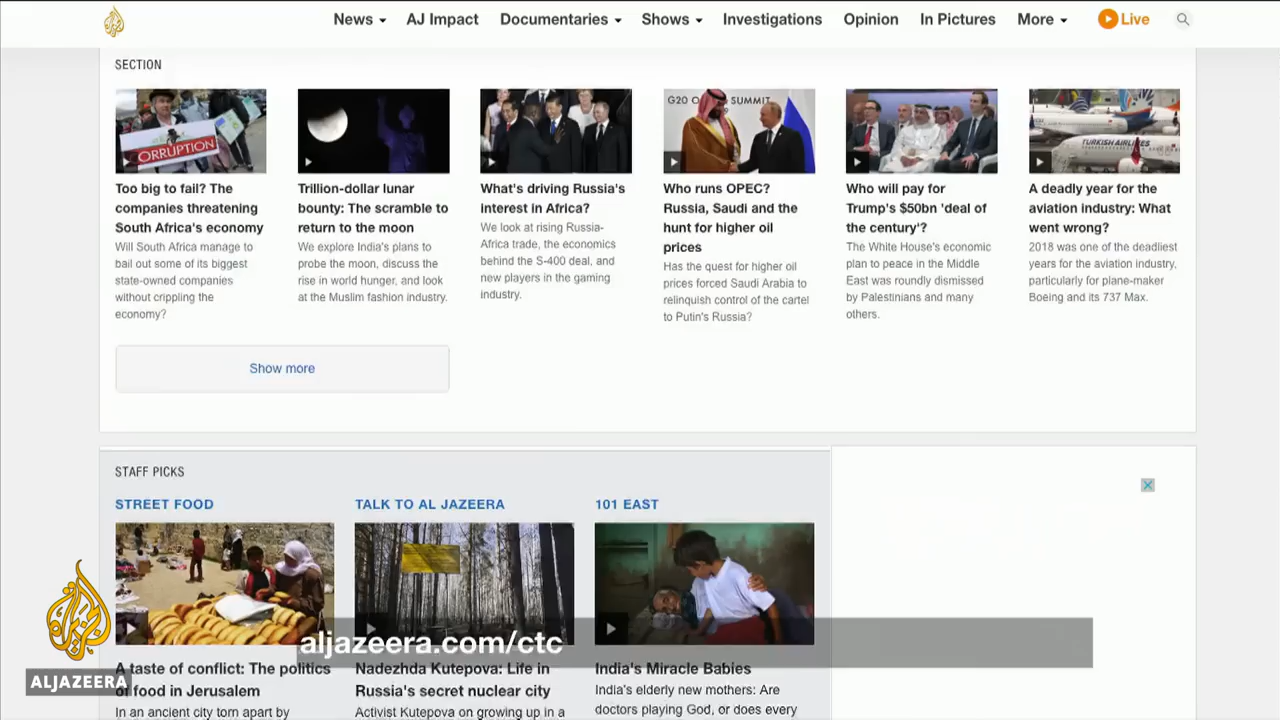 News AJ Impact Documentaries Shows Investigations Opinion In Pictures More Live
SECTION
CORRUPTION
G20 O SUMMIT
TURKISH AIRLINES
Too big to fail? The
companies threatening
South Africa's economy
Will South Africa manage to
bail out some of its biggest
state-owned companies
without crippling the
economy?
Trillion-dollar lunar
bounty: The scramble to
return to the moon
We explore India's plans to
probe the moon, discuss the
rise in world hunger, and look
at the Muslim fashion industry.
What's driving Russia's
interest in Africa?
We look at rising Russia-
Africa trade, the economics
behind the S-400 deal, and
new players in the gaming
industry.
Who runs OPEC?
Russia, Saudi and the
hunt for higher oil
prices
Has the quest for higher oil
prices forced Saudi Arabia to
relinquish control of the cartel
to Putin's Russia?
Who will pay for
Trump's $50bn 'deal of
the century'?
The White House's economic
plan to peace in the Middle
East was roundly dismissed
by Palestinians and many
others.
A deadly year for the
aviation industry: What
went wrong?
2018 was one of the deadliest
years for the aviation industry,
particularly for plane-maker
Boeing and its 737 Max.
Show more
STAFF PICKS
STREET FOOD
A taste of conflict: The politics
of food in Jerusalem
In an ancient city torn apart by
TALK TO AL JAZEERA
Nadezhda Kutepova: Life in
Russia's secret nuclear city
Activist Kutepova on growing up in a
101 EAST
India's Miracle Babies
India's elderly new mothers: Are
doctors playing God, or does every
aljazeera.com/ctc
ALJAZEERA